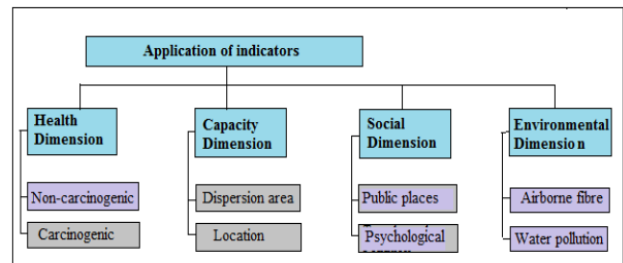 Application of indicators
Health
Dimension
Capacity
Dimension
Social
Dimension
Environmental
Dimension
Non-carcinogenic
Dispersion area
Public places
Airborne fibre
Carcinogenic
Location
Psychological
Water pollution